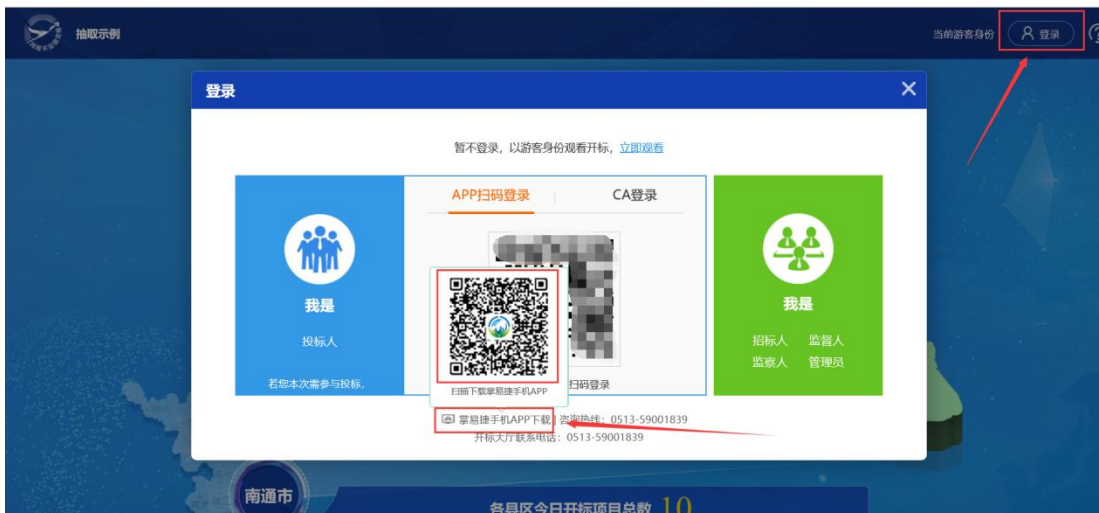 抽取示例
当前游客身份 登录
登录
暂不登录，以游客身份观看开标，立即观看
APP扫码登录 CA登录
我是
投标人
若您本次需参与投标，
扫描下载掌易捷手机APP
扫码登录
我是
招标人 监督人
监察人 管理员
掌易捷手机APP下载 | 咨询热线：0513-59001839
开标大厅联系电话：0513-59001839
南通市
各县区今日开标项目总数 10